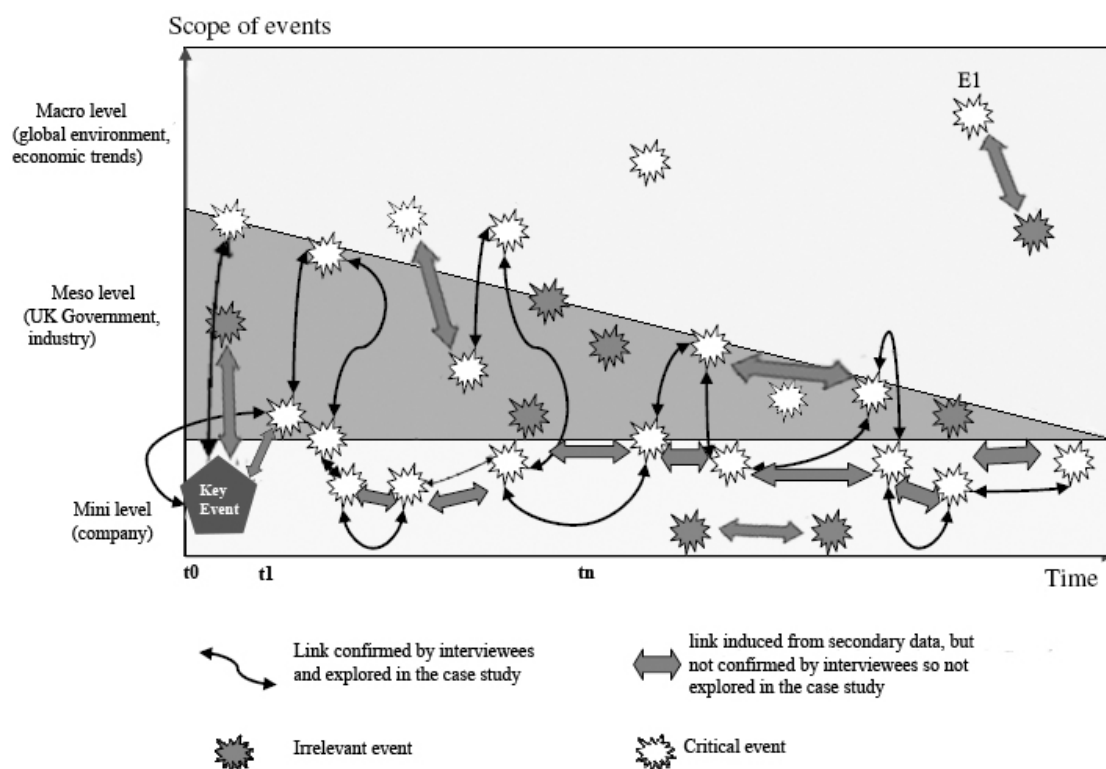 Scope of events
Macro level
(global environment,
economic trends)
E1
Meso level
(UK Government,
industry)
Key
Event
Mini level
(company)
t0
t1
tn
Time
Link confirmed by interviewees
and explored in the case study
link induced from secondary data, but
not confirmed by interviewees so not
explored in the case study
Irrelevant event
Critical event